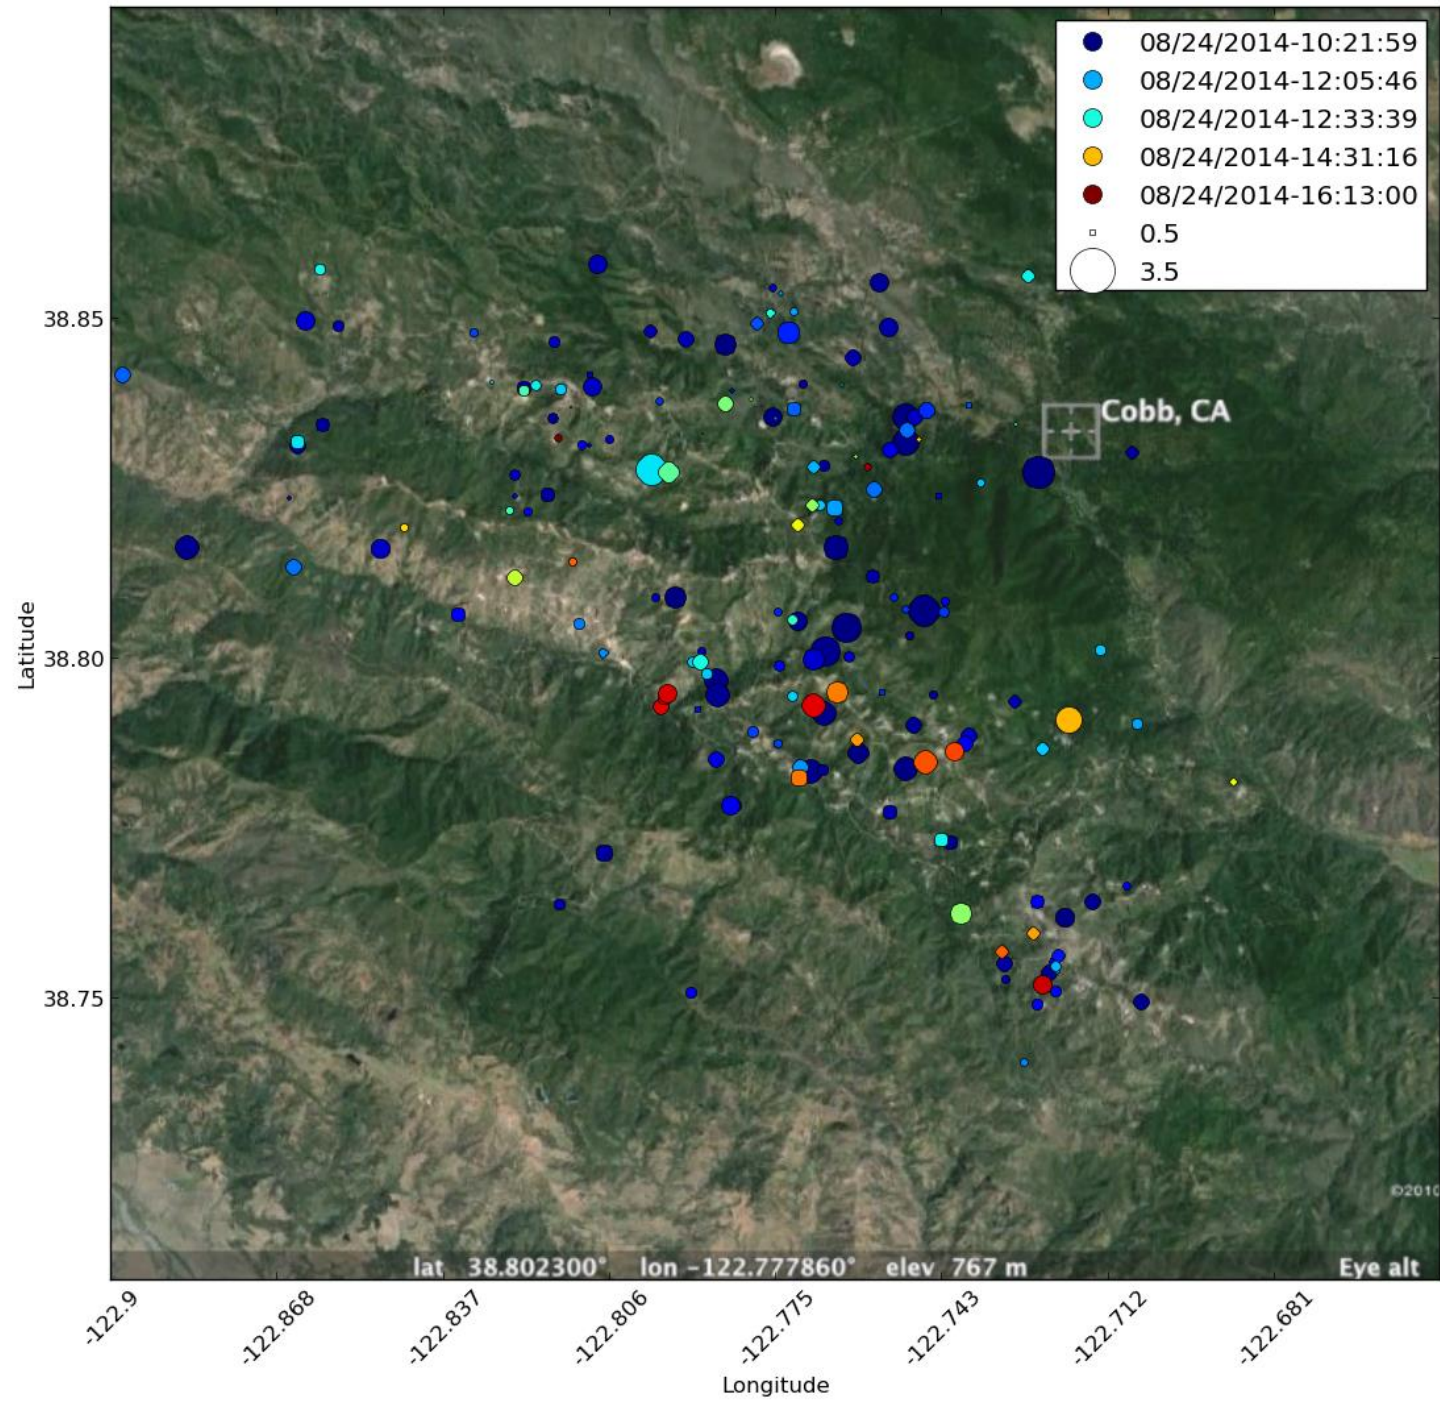 08/24/2014-10:21:59
08/24/2014-12:05:46
08/24/2014-12:33:39
08/24/2014-14:31:16
08/24/2014-16:13:00
0.5
3.5
38.85
Cobb, CA
38.80
Latitude
38.75
©2010
lat 38.802300° lon -122.777860° elev 767 m Eye alt
-122.9 -122.868 -122.837 -122.806 -122.775 -122.743 -122.712 -122.681
Longitude